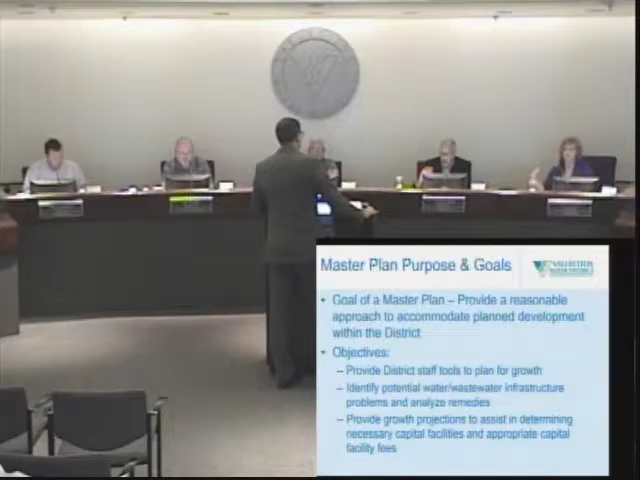 Master Plan Purpose & Goals
• Goal of a Master Plan – Provide a reasonable
approach to accommodate planned development
within the District
• Objectives:
– Provide District staff tools to plan for growth
– Identify potential water/wastewater infrastructure
problems and analyze remedies
– Provide growth projections to assist in determining
necessary capital facilities and appropriate capital
facility fees